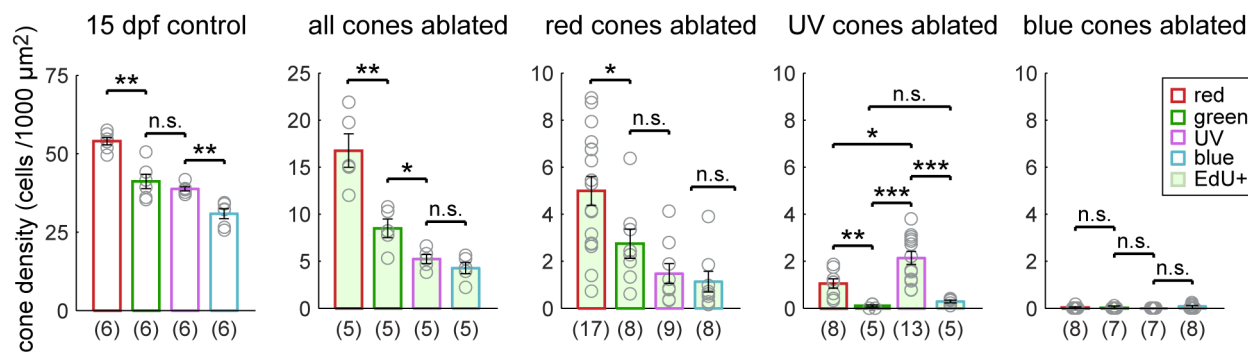 15 dpf control
all cones ablated
red cones ablated
UV cones ablated
blue cones ablated
cone density (cells /1000 μm²)
75
50
25
0
**
n.s.
**
(6) (6) (6) (6)
25
20
15
10
5
0
**
*
n.s.
(5) (5) (5) (5)
10
8
6
4
2
0
*
n.s.
n.s.
(17) (8) (9) (8)
10
8
6
4
2
0
n.s.
*
***
***
**
(8) (5) (13) (5)
10
8
6
4
2
0
n.s.
n.s.
n.s.
(8) (7) (7) (8)
red
green
UV
blue
EdU+